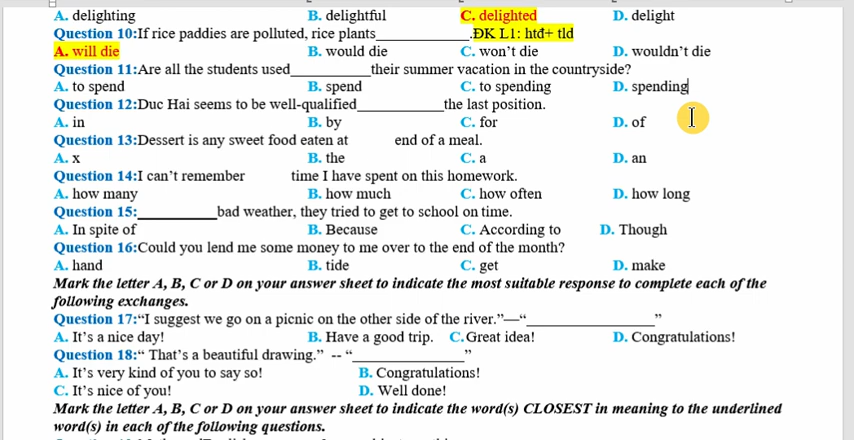 A. delighting B. delightful C. delighted D. delight
Question 10:If rice paddies are polluted, rice plants____________.ĐK L1: htđ+ tld
A. will die B. would die C. won't die D. wouldn't die
Question 11:Are all the students used__________their summer vacation in the countryside?
A. to spend B. spend C. to spending D. spending
Question 12:Duc Hai seems to be well-qualified___________the last position.
A. in B. by C. for D. of
Question 13:Dessert is any sweet food eaten at end of a meal.
A. x B. the C. a D. an
Question 14:I can't remember time I have spent on this homework.
A. how many B. how much C. how often D. how long
Question 15:__________bad weather, they tried to get to school on time.
A. In spite of B. Because C. According to D. Though
Question 16:Could you lend me some money to me over to the end of the month?
A. hand B. tide C. get D. make
Mark the letter A, B, C or D on your answer sheet to indicate the most suitable response to complete each of the
following exchanges.
Question 17:“I suggest we go on a picnic on the other side of the river.”—“________________”
A. It's a nice day! B. Have a good trip. C. Great idea! D. Congratulations!
Question 18:“ That's a beautiful drawing.” -- “______________”
A. It's very kind of you to say so! B. Congratulations!
C. It's nice of you! D. Well done!
Mark the letter A, B, C or D on your answer sheet to indicate the word(s) CLOSEST in meaning to the underlined
word(s) in each of the following questions.